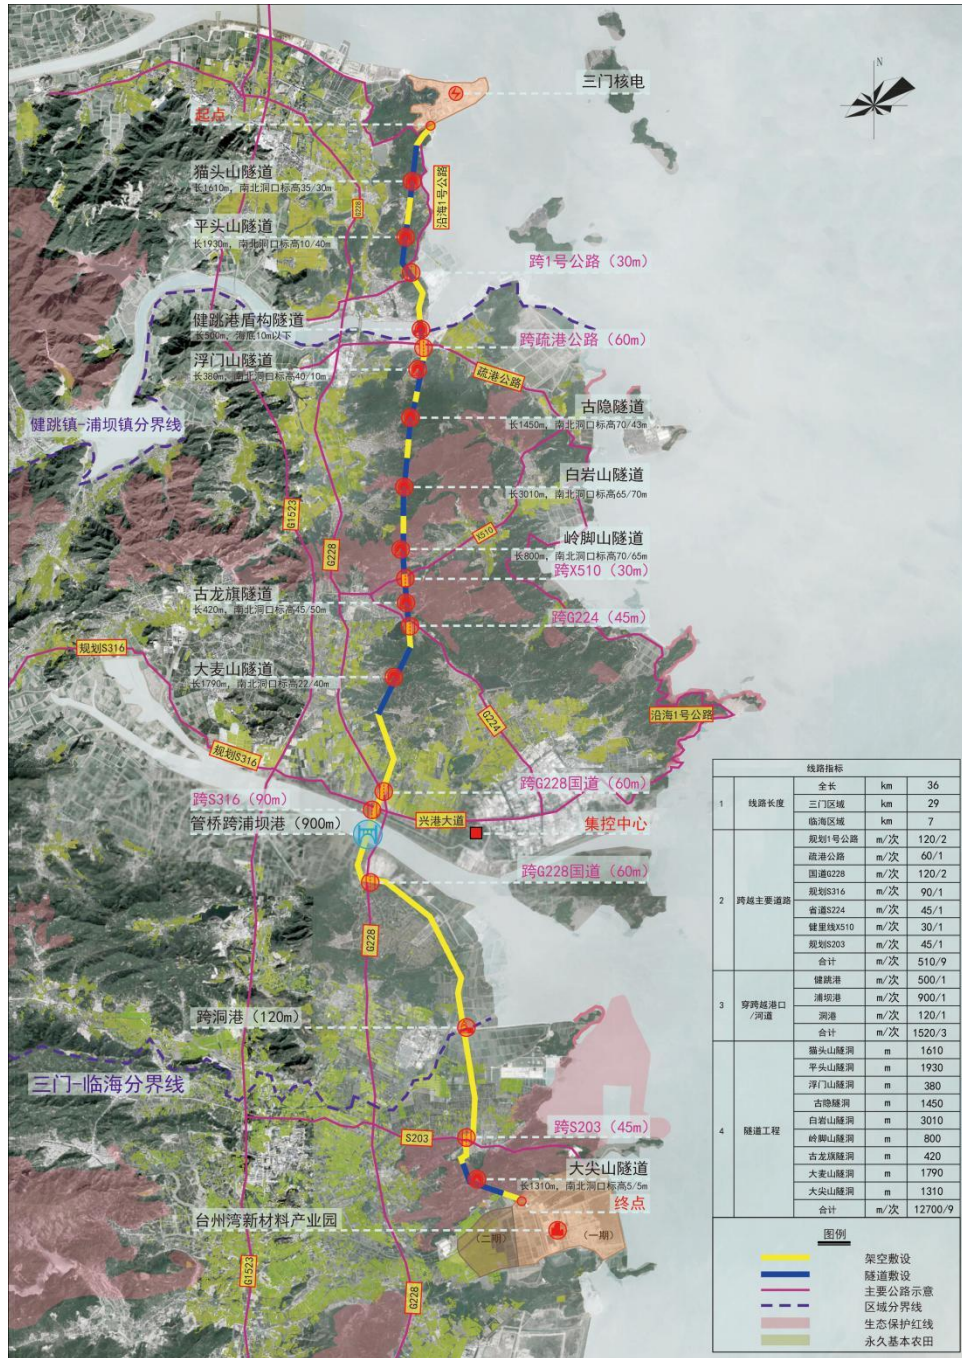 N
三门核电
起点
猫头山隧道
长1610m，南北洞口标高35/30m
沿海1号公路
G228
平头山隧道
长1930m，南北洞口标高10/40m
跨1号公路（30m）
健跳港盾构隧道
长500m，海底10m以下
跨疏港公路（60m）
浮门山隧道
长380m，南北洞口标高40/10m
疏港公路
健跳镇-浦坝镇分界线
古隐隧道
长1450m，南北洞口标高70/43m
白岩山隧道
长3010m，南北洞口标高65/70m
G1523
G228
X510
岭脚山隧道
长800m，南北洞口标高70/65m
跨X510（30m）
古龙旗隧道
长420m，南北洞口标高45/50m
跨G224（45m）
规划S316
大麦山隧道
长1790m，南北洞口标高22/40m
G224
沿海1号公路
规划S316
跨G228国道（60m）
跨S316（90m）
管桥跨浦坝港（900m）
兴港大道
集控中心
跨G228国道（60m）
G228
跨洞港（120m）
三门-临海分界线
S203
跨S203（45m）
大尖山隧道
长1310m，南北洞口标高5/5m
终点
台州湾新材料产业园
（二期）
（一期）
G1523
G228
线路指标
1 线路长度 全长 km 36
三门区域 km 29
临海区域 km 7
2 跨越主要道路 规划1号公路 m/次 120/2
疏港公路 m/次 60/1
国道G228 m/次 120/2
规划S316 m/次 90/1
省道S224 m/次 45/1
健里线X510 m/次 30/1
规划S203 m/次 45/1
合计 m/次 510/9
3 穿跨越港口/河道 健跳港 m/次 500/1
浦坝港 m/次 900/1
洞港 m/次 120/1
合计 m/次 1520/3
4 隧道工程 猫头山隧洞 m 1610
平头山隧洞 m 1930
浮门山隧洞 m 380
古隐隧洞 m 1450
白岩山隧洞 m 3010
岭脚山隧洞 m 800
古龙旗隧洞 m 420
大麦山隧洞 m 1790
大尖山隧洞 m 1310
合计 m/次 12700/9
图例
架空敷设
隧道敷设
主要公路示意
区域分界线
生态保护红线
永久基本农田